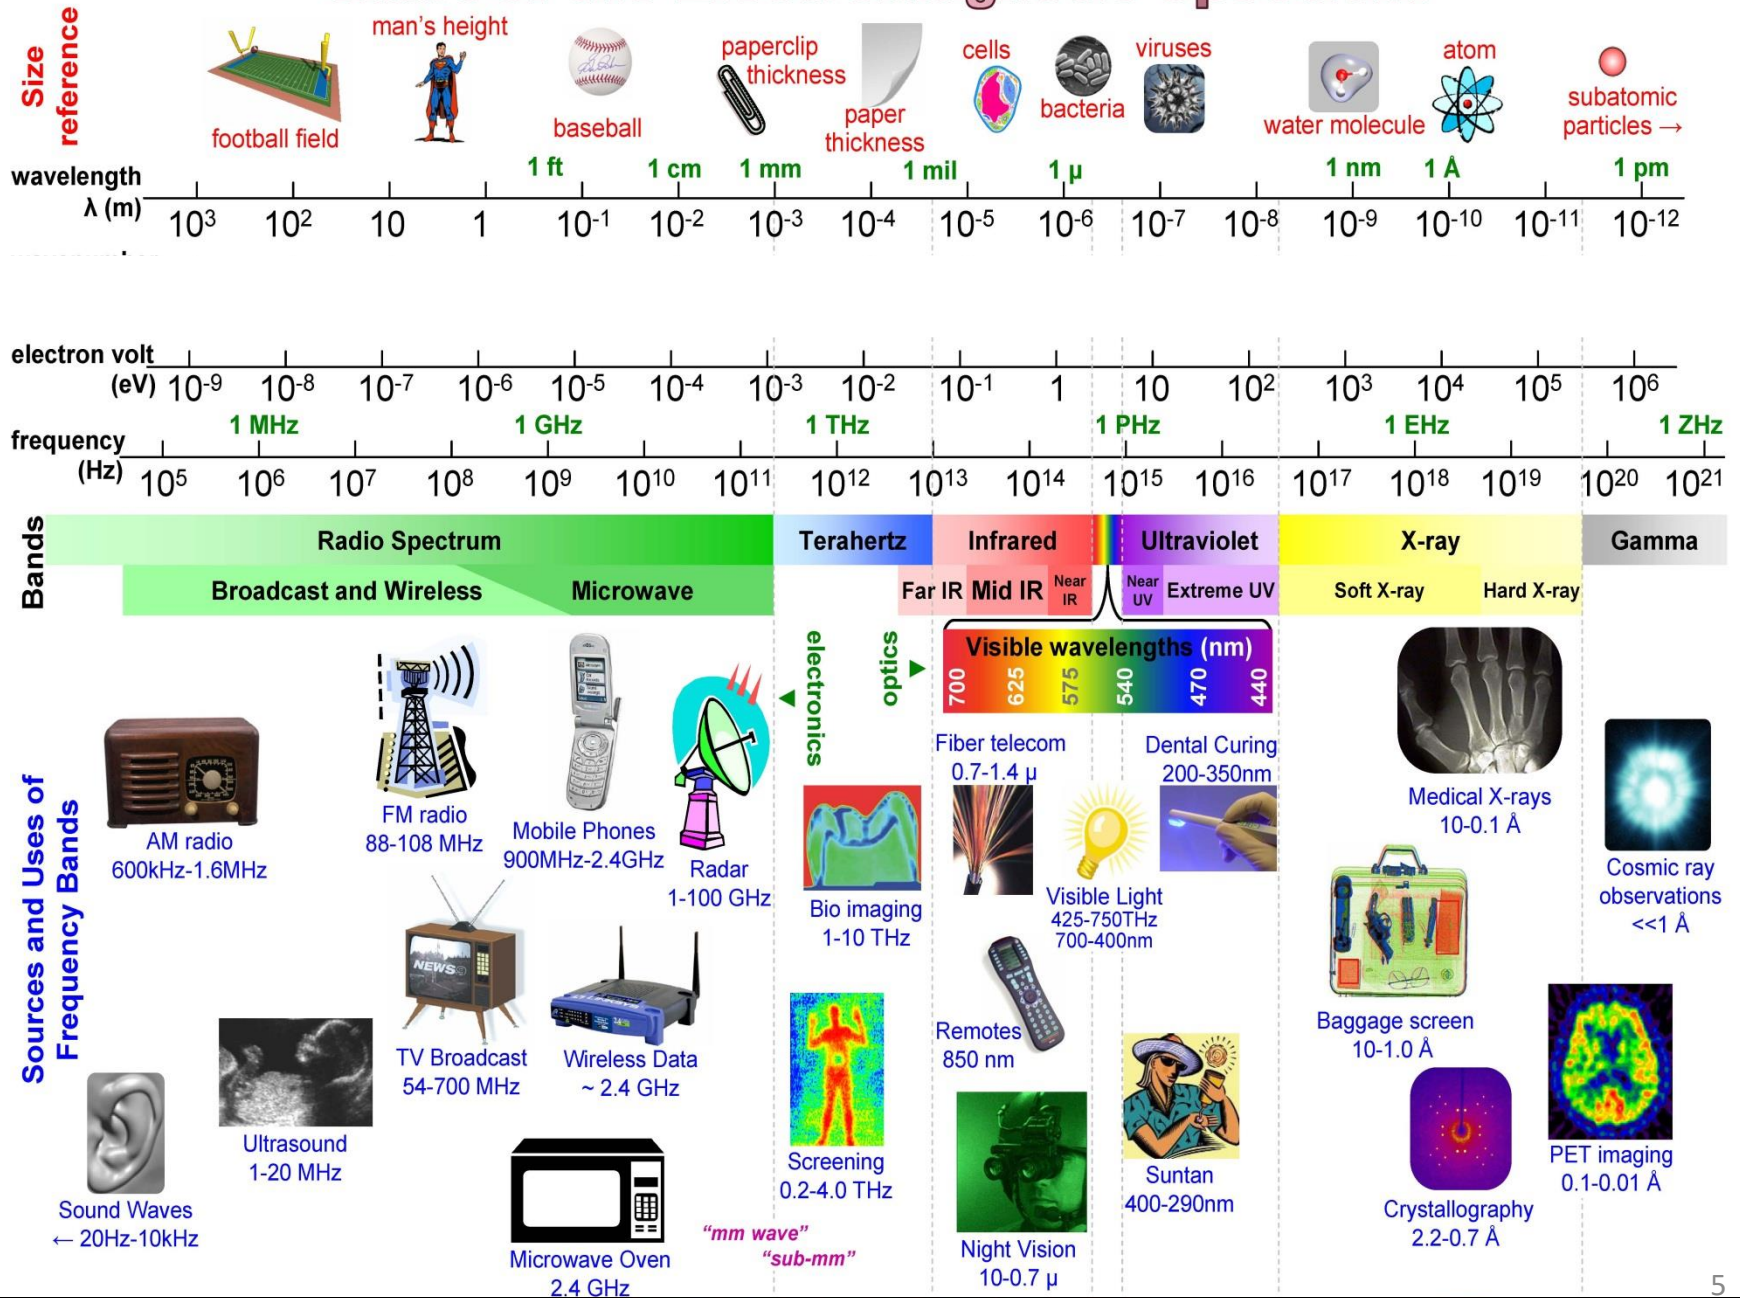 Size
reference
football field
man's height
baseball
paperclip
thickness
paper
thickness
cells
bacteria
viruses
water molecule
atom
subatomic
particles →
1 ft
1 cm
1 mm
1 mil
1 µ
1 nm
1 Å
1 pm
wavelength
λ (m)
10³ 10² 10 1 10⁻¹ 10⁻² 10⁻³ 10⁻⁴ 10⁻⁵ 10⁻⁶ 10⁻⁷ 10⁻⁸ 10⁻⁹ 10⁻¹⁰ 10⁻¹¹ 10⁻¹²
electron volt
(eV)
10⁻⁹ 10⁻⁸ 10⁻⁷ 10⁻⁶ 10⁻⁵ 10⁻⁴ 10⁻³ 10⁻² 10⁻¹ 1 10 10² 10³ 10⁴ 10⁵ 10⁶
1 MHz
1 GHz
1 THz
1 PHz
1 EHz
1 ZHz
frequency
(Hz)
10⁵ 10⁶ 10⁷ 10⁸ 10⁹ 10¹⁰ 10¹¹ 10¹² 10¹³ 10¹⁴ 10¹⁵ 10¹⁶ 10¹⁷ 10¹⁸ 10¹⁹ 10²⁰ 10²¹
Bands
Radio Spectrum
Terahertz
Infrared
Ultraviolet
X-ray
Gamma
Broadcast and Wireless
Microwave
Far IR
Mid IR
Near
IR
Near
UV
Extreme UV
Soft X-ray
Hard X-ray
electronics
optics
Visible wavelengths (nm)
700
625
575
540
470
440
Sources and Uses of
Frequency Bands
AM radio
600kHz-1.6MHz
FM radio
88-108 MHz
Mobile Phones
900MHz-2.4GHz
Radar
1-100 GHz
Bio imaging
1-10 THz
Fiber telecom
0.7-1.4 µ
Visible Light
425-750THz
700-400nm
Dental Curing
200-350nm
Medical X-rays
10-0.1 Å
Cosmic ray
observations
<<1 Å
Sound Waves
← 20Hz-10kHz
Ultrasound
1-20 MHz
NEWS
TV Broadcast
54-700 MHz
Wireless Data
~ 2.4 GHz
Microwave Oven
2.4 GHz
Screening
0.2-4.0 THz
"mm wave"
"sub-mm"
Remotes
850 nm
Night Vision
10-0.7 µ
Suntan
400-290nm
Baggage screen
10-1.0 Å
Crystallography
2.2-0.7 Å
PET imaging
0.1-0.01 Å
5